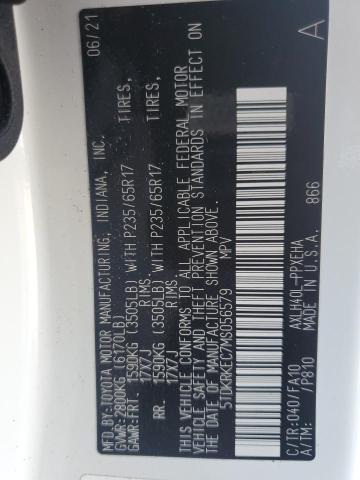 MFD.BY:TOYOTA MOTOR MANUFACTURING, INDIANA, INC. 06/21
GVWR:2800KG (6170LB)
GAWR:FRT. 1590KG (3505LB) WITH P235/65R17 TIRES,
17X7J RIMS
RR. 1590KG (3505LB) WITH P235/65R17 TIRES,
17X7J RIMS
THIS VEHICLE CONFORMS TO ALL APPLICABLE FEDERAL MOTOR
VEHICLE SAFETY AND THEFT PREVENTION STANDARDS IN EFFECT ON
THE DATE OF MANUFACTURE SHOWN ABOVE.
5TDKRKEC7MS056579 MPV
C/TR:040/FA10 AXLH40L-PPXEHA A
A/TM: /P810 MADE IN U.S.A. 866